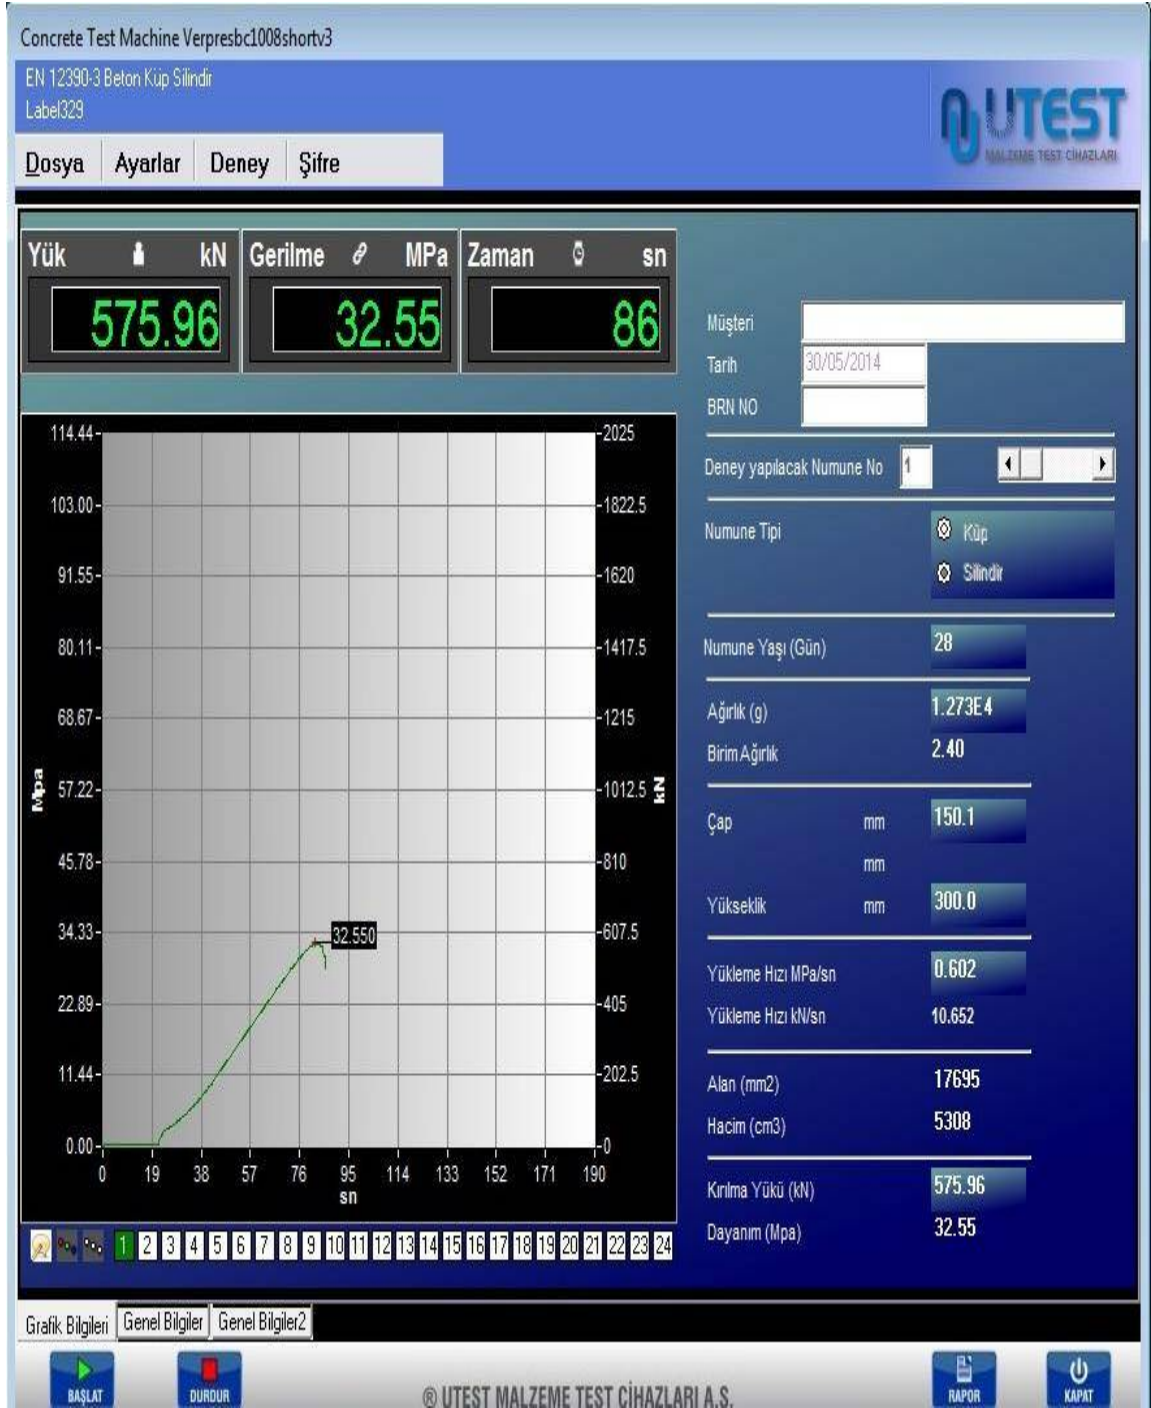 Concrete Test Machine Verpresbc1008shortv3
EN 12390-3 Beton Küp Silindir
Label329
UTEST
MALZEME TEST CİHAZLARI
Dosya Ayarlar Deney Şifre
Yük kN Gerilme MPa Zaman sn
575.96 32.55 86
Müşteri
Tarih 30/05/2014
BRN NO
Deney yapılacak Numune No 1
Numune Tipi Küp
Silindir
Numune Yaşı (Gün) 28
Ağırlık (g) 1.273E4
Birim Ağırlık 2.40
Çap mm 150.1
mm
Yükseklik mm 300.0
Yükleme Hızı MPa/sn 0.602
Yükleme Hızı kN/sn 10.652
Alan (mm2) 17695
Hacim (cm3) 5308
Kırılma Yükü (kN) 575.96
Dayanım (Mpa) 32.55
114.44 2025
103.00 1822.5
91.55 1620
80.11 1417.5
68.67 1215
Mpa 57.22 1012.5 kN
45.78 810
34.33 32.550 607.5
22.89 405
11.44 202.5
0.00 0
0 19 38 57 76 95 114 133 152 171 190
sn
1 2 3 4 5 6 7 8 9 10 11 12 13 14 15 16 17 18 19 20 21 22 23 24
Grafik Bilgileri Genel Bilgiler Genel Bilgiler2
BAŞLAT DURDUR ® UTEST MALZEME TEST CİHAZLARI A.Ş. RAPOR KAPAT